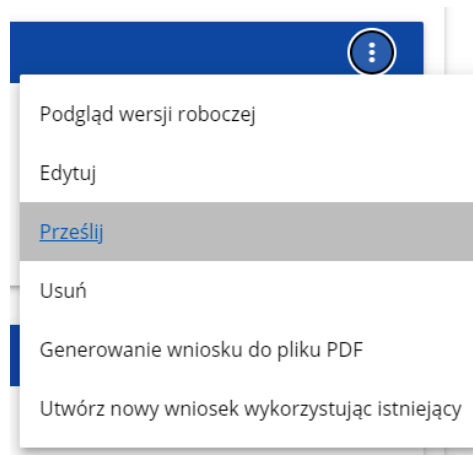 Podgląd wersji roboczej
Edytuj
Prześlij
Usuń
Generowanie wniosku do pliku PDF
Utwórz nowy wniosek wykorzystując istniejący